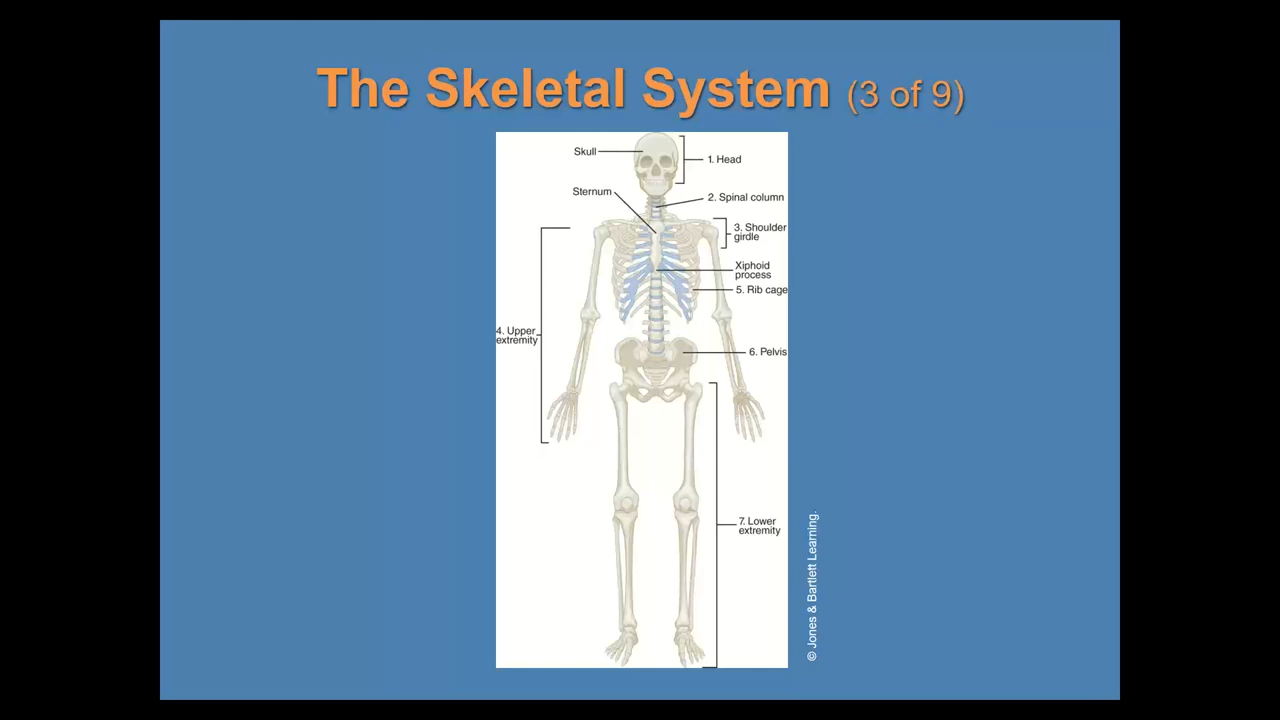 The Skeletal System (3 of 9)
Skull
1. Head
Sternum
2. Spinal column
3. Shoulder
girdle
Xiphoid
process
5. Rib cage
4. Upper
extremity
6. Pelvis
7. Lower
extremity
© Jones & Bartlett Learning.